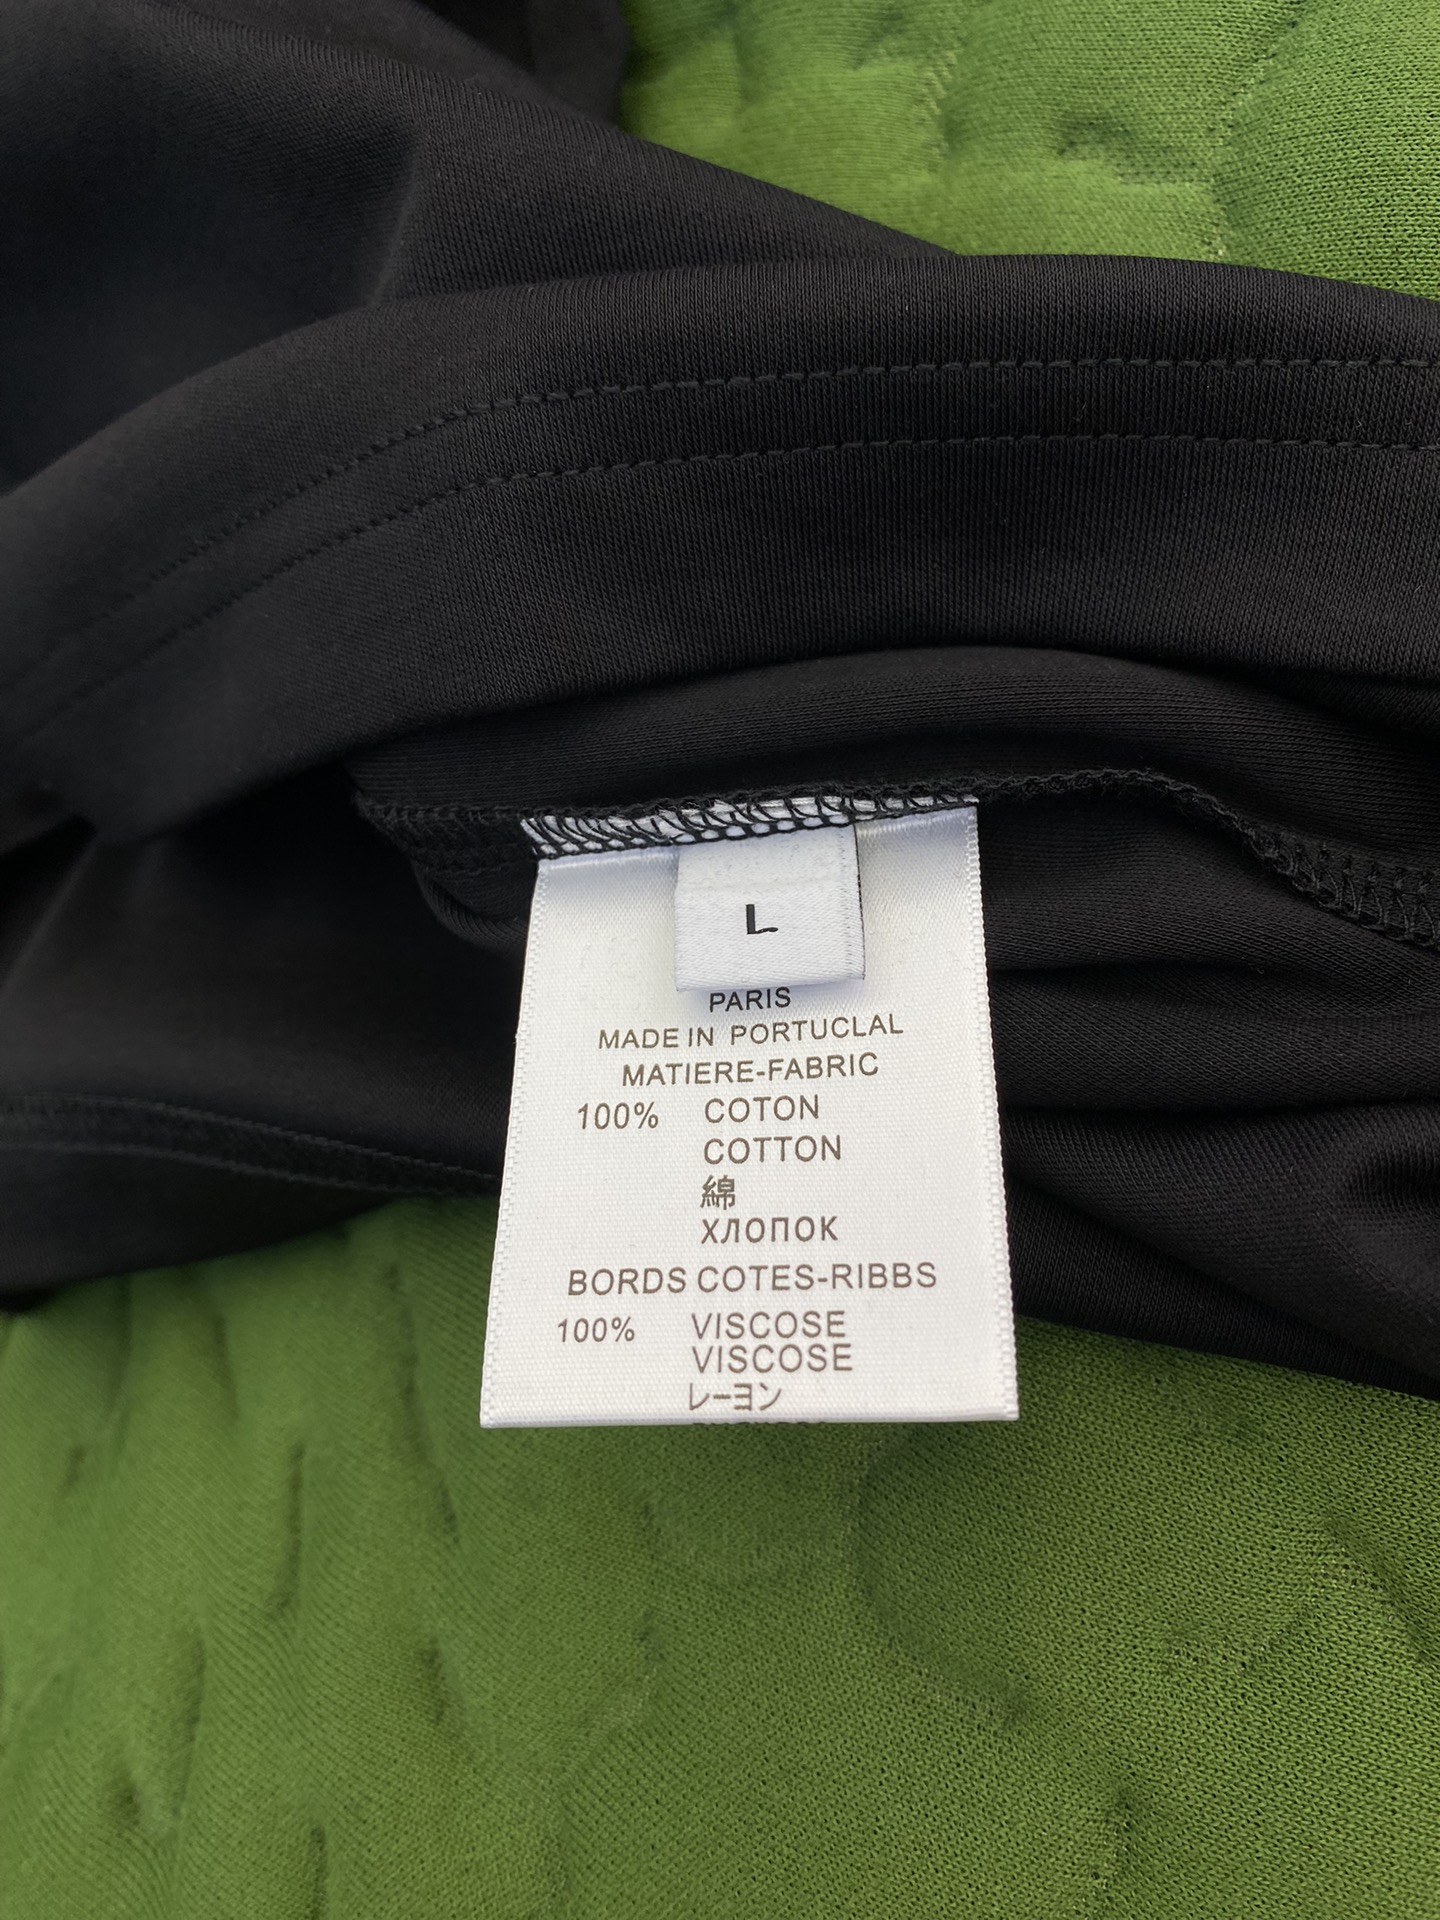 L
PARIS
MADE IN PORTUCLAL
MATIERE-FABRIC
100% COTON
COTTON
綿
ХЛОПОК
BORDS COTES-RIBBS
100% VISCOSE
VISCOSE
レーヨン